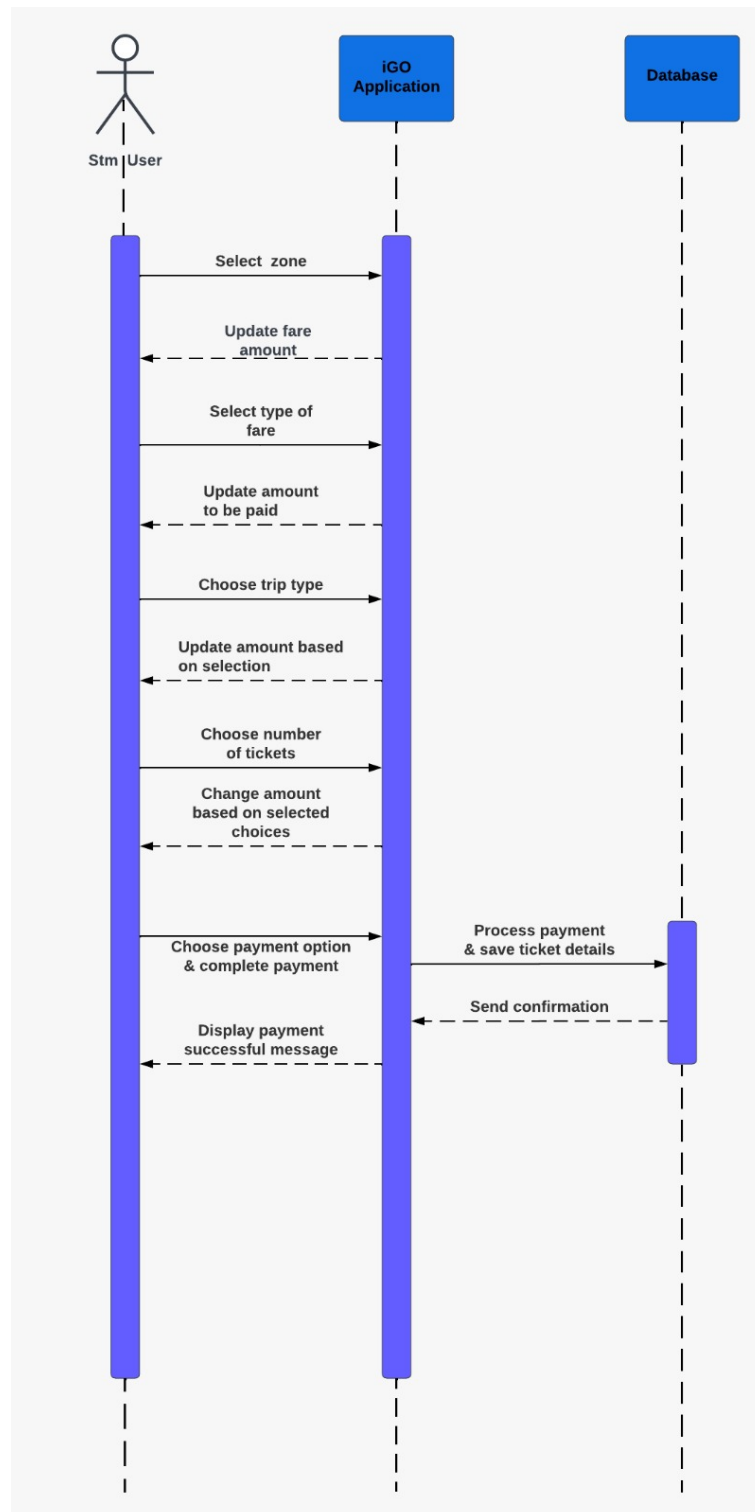 iGO
Application
Database
Stm User
Select zone
Update fare
amount
Select type of
fare
Update amount
to be paid
Choose trip type
Update amount based
on selection
Choose number
of tickets
Change amount
based on selected
choices
Choose payment option
& complete payment
Process payment
& save ticket details
Send confirmation
Display payment
successful message